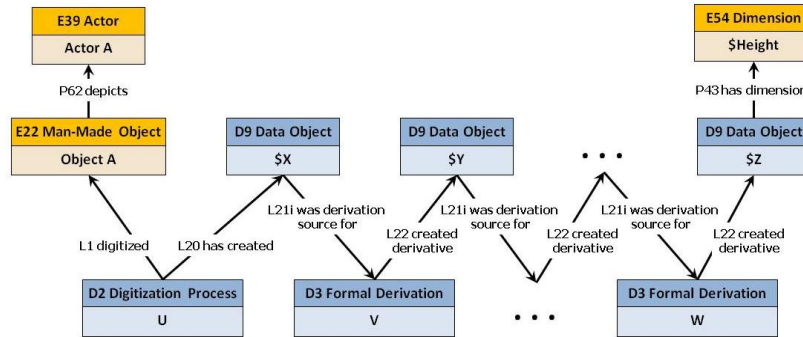 E39 Actor
Actor A
E54 Dimension
$Height
P62 depicts
P43 has dimension
E22 Man-Made Object
Object A
D9 Data Object
$X
D9 Data Object
$Y
• • •
D9 Data Object
$Z
L1 digitized
L20 has created
L21i was derivation
source for
L22 created
derivative
L21i was derivation
source for
L22 created
derivative
L21i was derivation
source for
L22 created
derivative
D2 Digitization Process
U
D3 Formal Derivation
V
• • •
D3 Formal Derivation
W